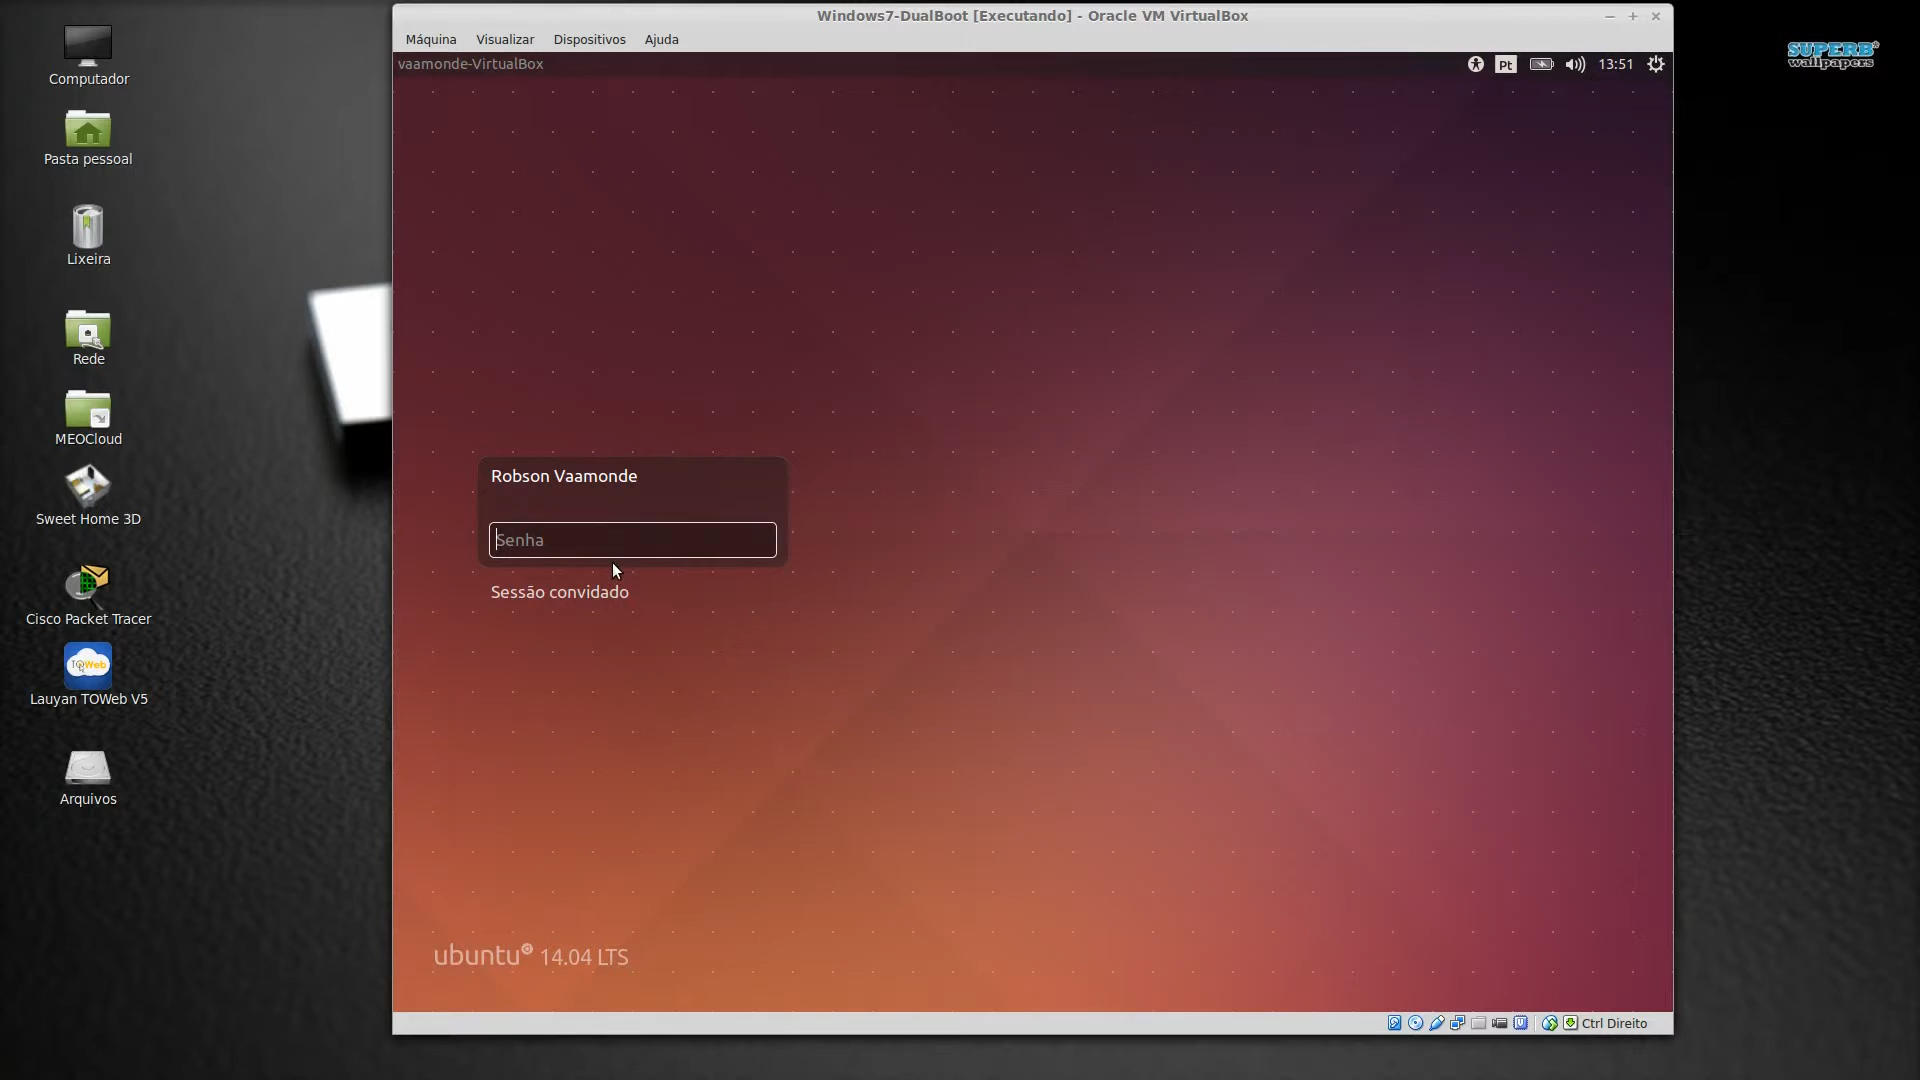 Windows7-DualBoot [Executando] - Oracle VM VirtualBox
Máquina Visualizar Dispositivos Ajuda
vaamonde-VirtualBox Pt 13:51
Computador
Pasta pessoal
Lixeira
Rede
MEOCloud
Sweet Home 3D
Cisco Packet Tracer
TOWeb
Lauyan TOWeb V5
Arquivos
SUPERB
wallpapers
Robson Vaamonde
Senha
Sessão convidado
ubuntu 14.04 LTS
Ctrl Direito